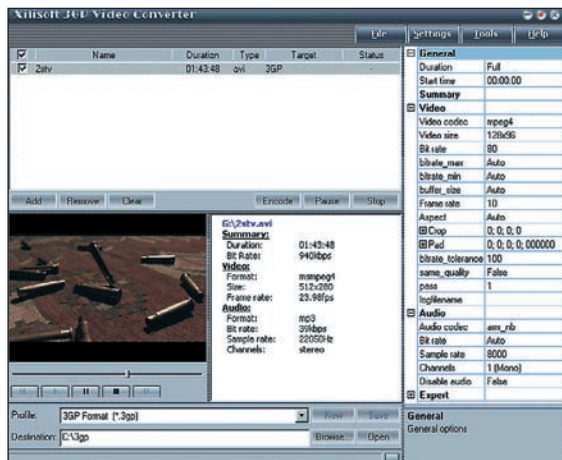 Xilisoft 3GP Video Converter
File Settings Tools Help
Name Duration Type Target Status
2stv 01:43:48 avi 3GP -
Add Remove Clear Encode Pause Stop
G:\2stv.avi
Summary:
Duration: 01:43:48
Bit Rate: 940kbps
Video:
Format: msmpeg4
Size: 512x280
Frame rate: 23.98fps
Audio:
Format: mp3
Bit rate: 39kbps
Sample rate: 22050Hz
Channels: stereo
Profile: 3GP Format (*.3gp) New Save
Destination: C:\3gp Browse... Open
General
Duration Full
Start time 00:00:00
Summary
Video
Video codec mpeg4
Video size 128x96
Bit rate 80
bitrate_max Auto
bitrate_min Auto
buffer_size Auto
Frame rate 10
Aspect Auto
Crop 0; 0; 0; 0
Pad 0; 0; 0; 0; 000000
bitrate_tolerance 100
same_quality False
pass 1
logfilename
Audio
Audio codec amr_nb
Bit rate Auto
Sample rate 8000
Channels 1 (Mono)
Disable audio False
Expert
General
General options